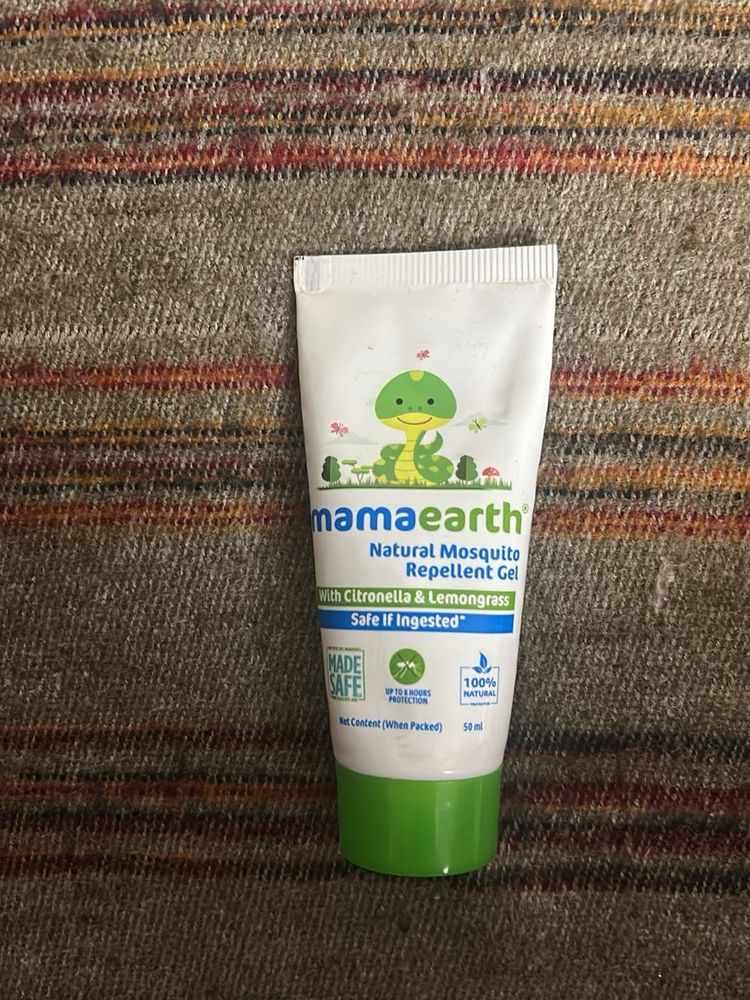 mamaearth®
Natural Mosquito
Repellent Gel
With Citronella & Lemongrass
Safe If Ingested™
MADE
SAFE
UP TO 8 HOURS
PROTECTION
100%
NATURAL
Net Content (When Packed) 50 ml